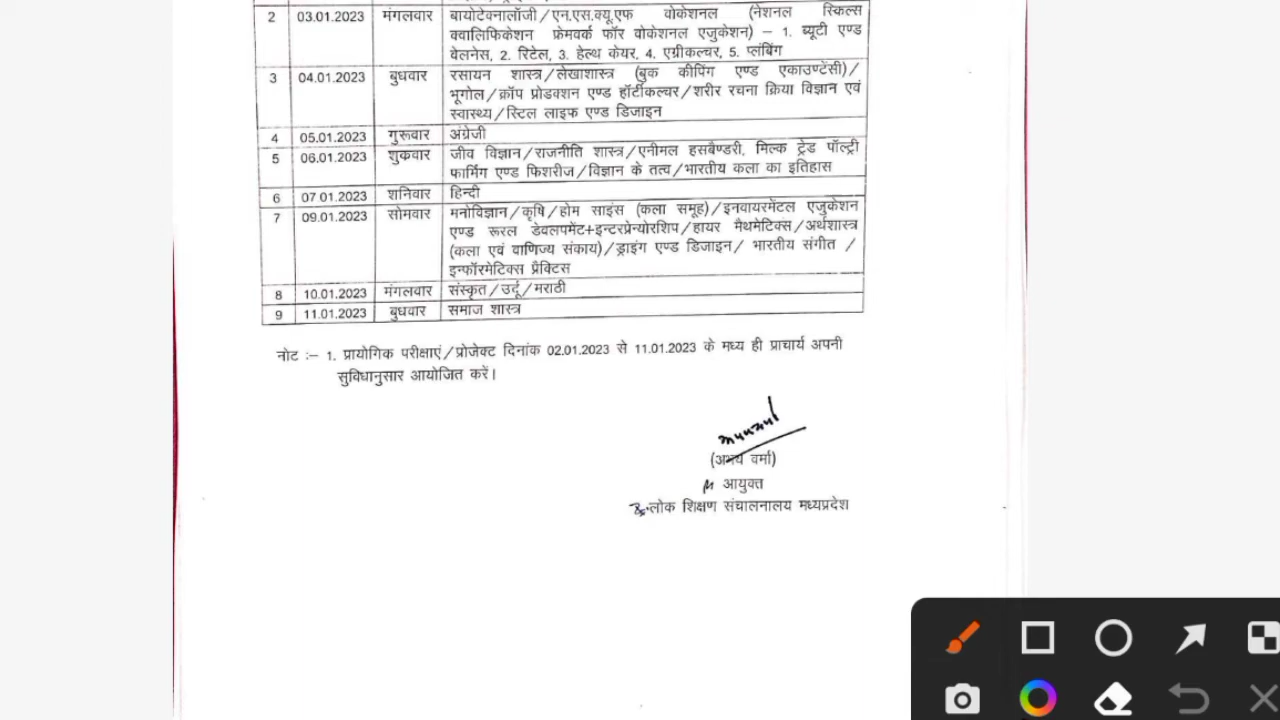 2 03.01.2023 मंगलवार बायोटेक्नालॉजी/एन.एस.क्यू.एफ वोकेशनल (नेशनल स्किल्स
क्वालिफिकेशन फ्रेमवर्क फॉर वोकेशनल एजुकेशन) – 1. ब्यूटी एण्ड
वेलनेस, 2. रिटेल, 3. हेल्थ केयर, 4. एग्रीकल्चर, 5. प्लंबिंग
3 04.01.2023 बुधवार रसायन शास्त्र/लेखाशास्त्र (बुक कीपिंग एण्ड एकाउण्टेंसी)/
भूगोल/क्रॉप प्रोडक्शन एण्ड हॉर्टीकल्चर/शरीर रचना क्रिया विज्ञान एवं
स्वास्थ्य/स्टिल लाइफ एण्ड डिजाइन
4 05.01.2023 गुरूवार अंग्रेजी
5 06.01.2023 शुक्रवार जीव विज्ञान/राजनीति शास्त्र/एनीमल हसबैण्डरी, मिल्क ट्रेड पॉल्ट्री
फार्मिंग एण्ड फिशरीज/विज्ञान के तत्व/भारतीय कला का इतिहास
6 07.01.2023 शनिवार हिन्दी
7 09.01.2023 सोमवार मनोविज्ञान/कृषि/होम साइंस (कला समूह)/इनवायरमेंटल एजुकेशन
एण्ड रूरल डेवलपमेंट+इन्टरप्रेन्योरशिप/हायर मैथमेटिक्स/अर्थशास्त्र
(कला एवं वाणिज्य संकाय)/ड्राइंग एण्ड डिजाइन/ भारतीय संगीत /
इन्फॉरमेटिक्स प्रैक्टिस
8 10.01.2023 मंगलवार संस्कृत/उर्दू/मराठी
9 11.01.2023 बुधवार समाज शास्त्र
नोट :– 1. प्रायोगिक परीक्षाएं/प्रोजेक्ट दिनांक 02.01.2023 से 11.01.2023 के मध्य ही प्राचार्य अपनी
सुविधानुसार आयोजित करें।
(अभय वर्मा)
आयुक्त
लोक शिक्षण संचालनालय मध्यप्रदेश